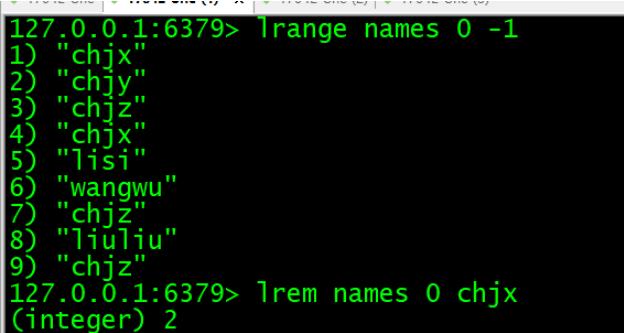 127.0.0.1:6379> lrange names 0 -1
1) "chjx"
2) "chjy"
3) "chjz"
4) "chjx"
5) "lisi"
6) "wangwu"
7) "chjz"
8) "liuliu"
9) "chjz"
127.0.0.1:6379> lrem names 0 chjx
(integer) 2